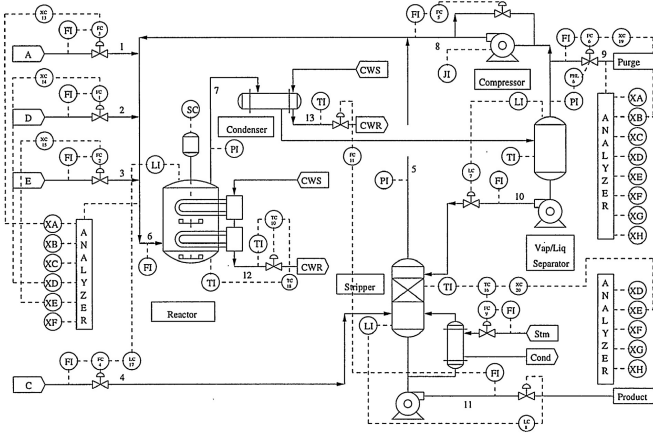 XC 13
FC 3
FI
A
1
XC 14
FI
FC
D
2
XC 15
FI
FC 2
E
3
LI
XA
XB
XC
XD
XE
XF
ANALYZER
6
FI
SC
7
PI
Condenser
CWS
TI
13
CWR
FC 11
CWS
TC 10
TI
12
CWR
TI
TC 18
Reactor
FI
FC 4
LC 17
C
4
FI
FC 5
8
JI
Compressor
FI
FC 6
XC 19
9
Purge
PI
LI
TI
LC 7
FI
10
Vap/Liq
Separator
PI
5
Stripper
TI
TC 16
XC 20
FC 9
FI
Stm
Cond
LI
FI
11
LC 8
Product
ANALYZER
XA
XB
XC
XD
XE
XF
XG
XH
ANALYZER
XD
XE
XF
XG
XH